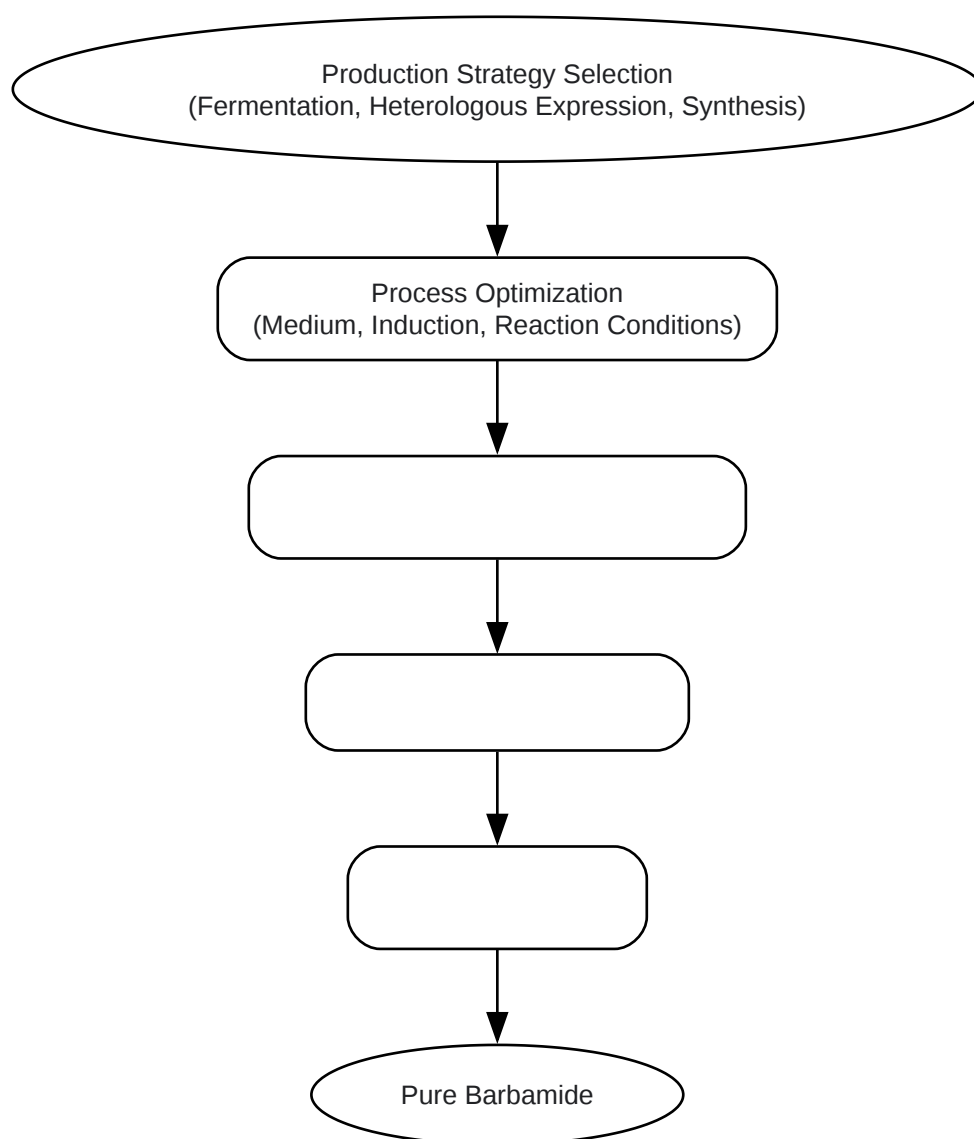 Production Strategy Selection
(Fermentation, Heterologous Expression, Synthesis)
Process Optimization
(Medium, Induction, Reaction Conditions)
Pure Barbamide